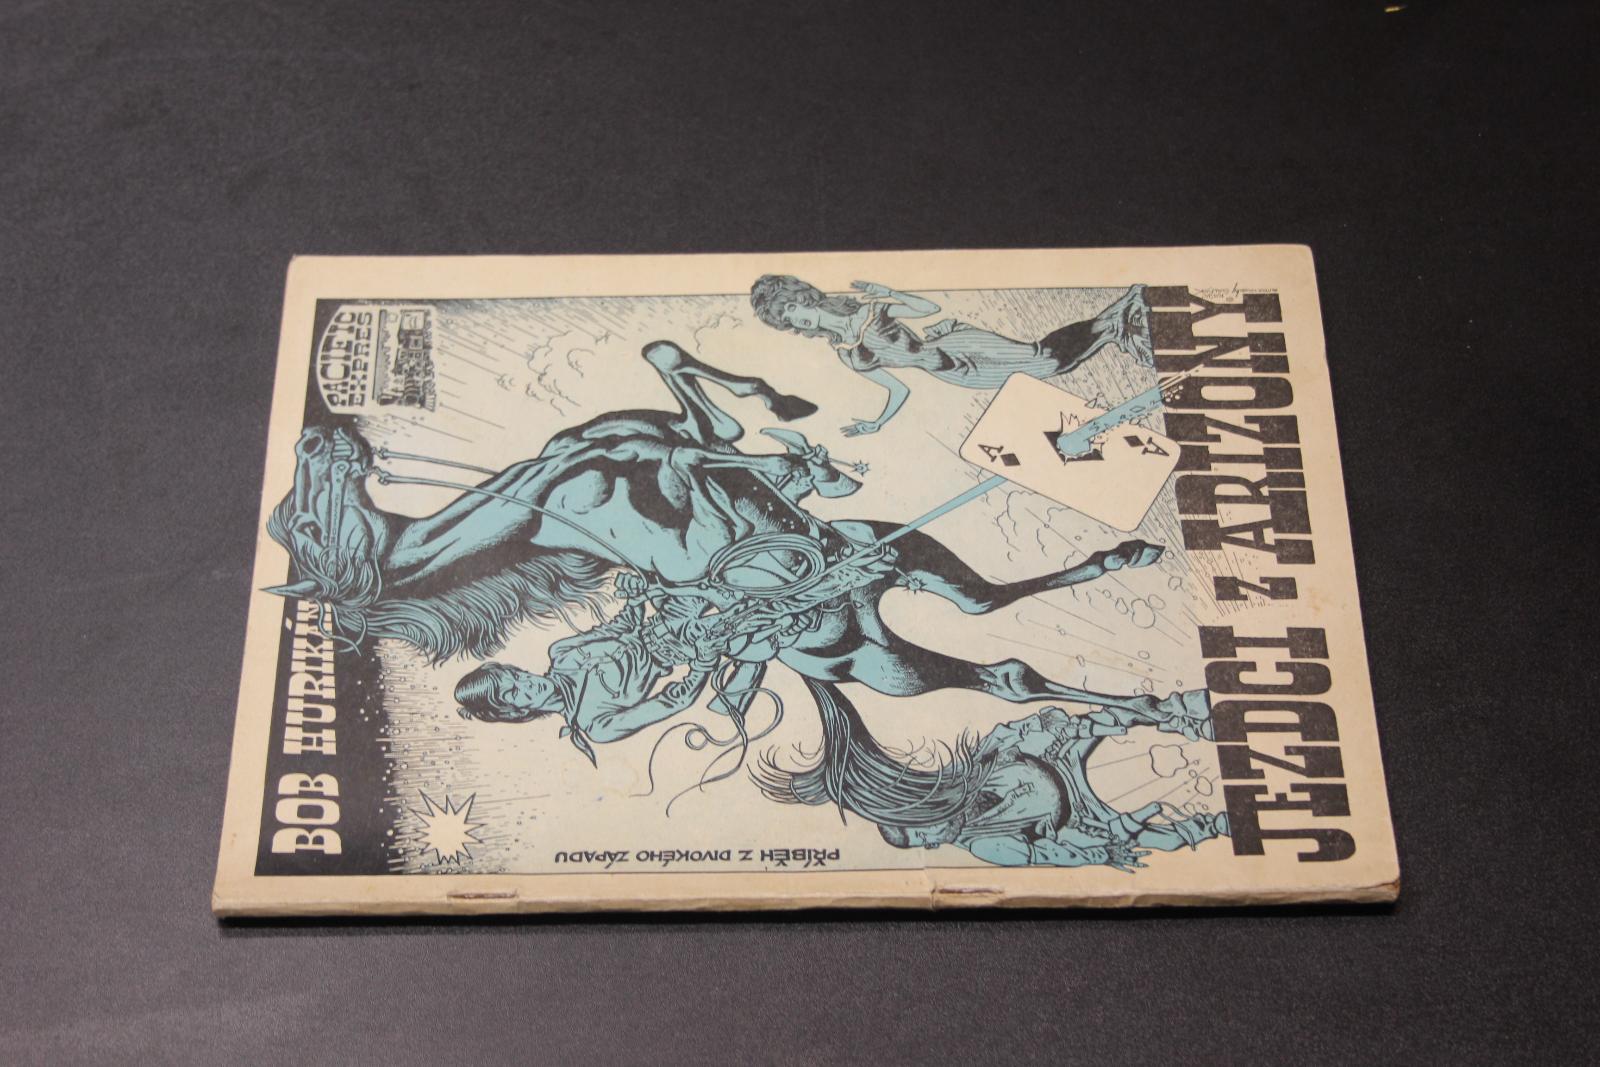 BOB HURIKÁN
PACIFIC
EXPRES
PŘÍBĚH Z DIVOKÉHO ZÁPADU
A
A
JEZDCI Z ARIZONY